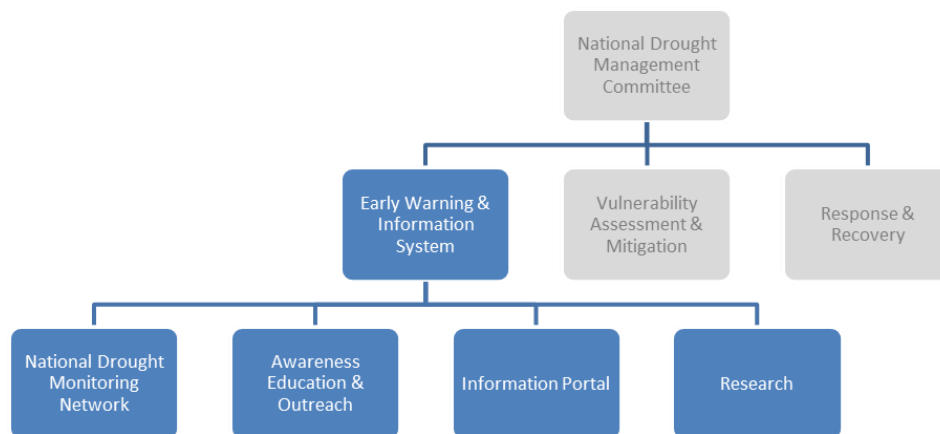 National Drought
Management
Committee
Early Warning &
Information
System
Vulnerability
Assessment &
Mitigation
Response &
Recovery
National Drought
Monitoring
Network
Awareness
Education &
Outreach
Information Portal
Research